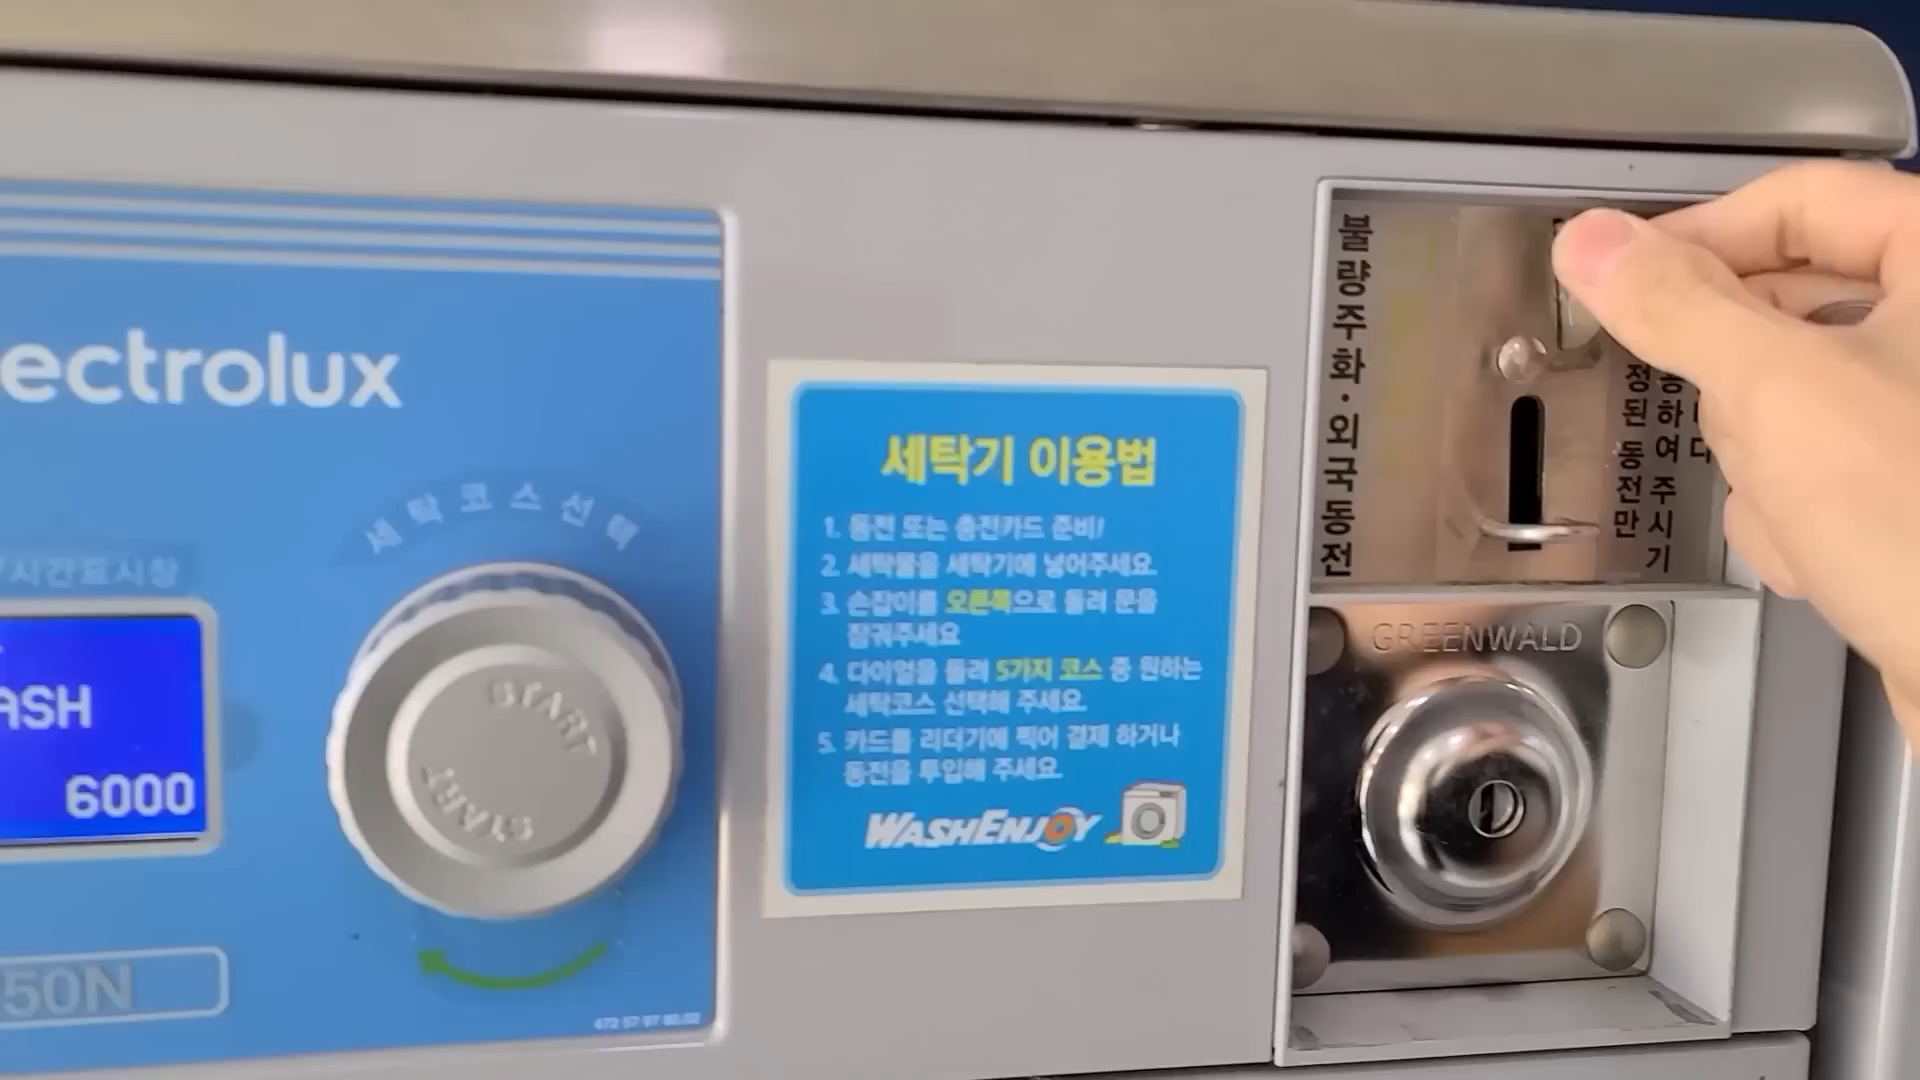 ectrolux
세탁코스선택
시간표시창
ASH
6000
START
START
50N
세탁기 이용법
1. 동전 또는 충전카드 준비!
2. 세탁물을 세탁기에 넣어주세요.
3. 손잡이를 오른쪽으로 돌려 문을
잠궈주세요
4. 다이얼을 돌려 5가지 코스 중 원하는
세탁코스 선택해 주세요.
5. 카드를 리더기에 찍어 결제 하거나
동전을 투입해 주세요.
WASHENJOY
불량주화·외국동전
정된 동전만
하여 주시기
GREENWALD